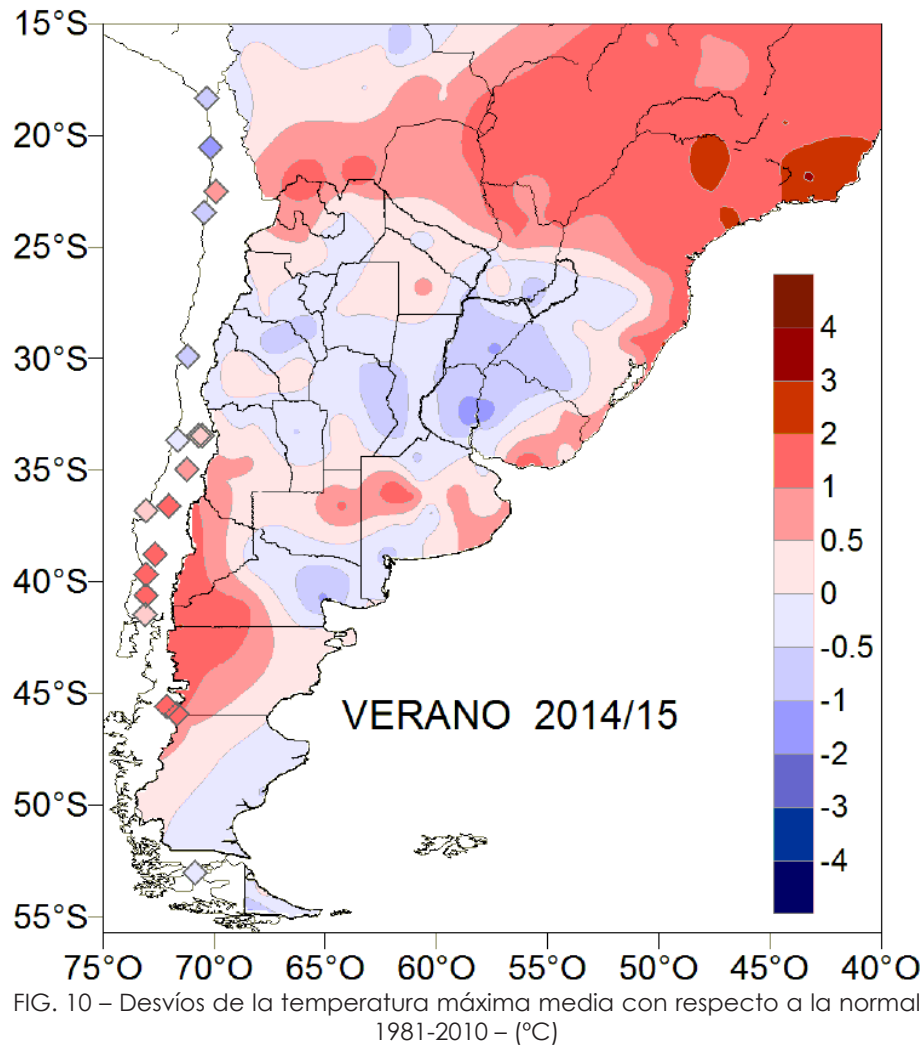 15°S
20°S
25°S
30°S
35°S
40°S
45°S
50°S
55°S
4
3
2
1
0.5
0
-0.5
-1
-2
-3
-4
VERANO 2014/15
75°O 70°O 65°O 60°O 55°O 50°O 45°O 40°O
FIG. 10 – Desvíos de la temperatura máxima media con respecto a la normal
1981-2010 – (ºC)